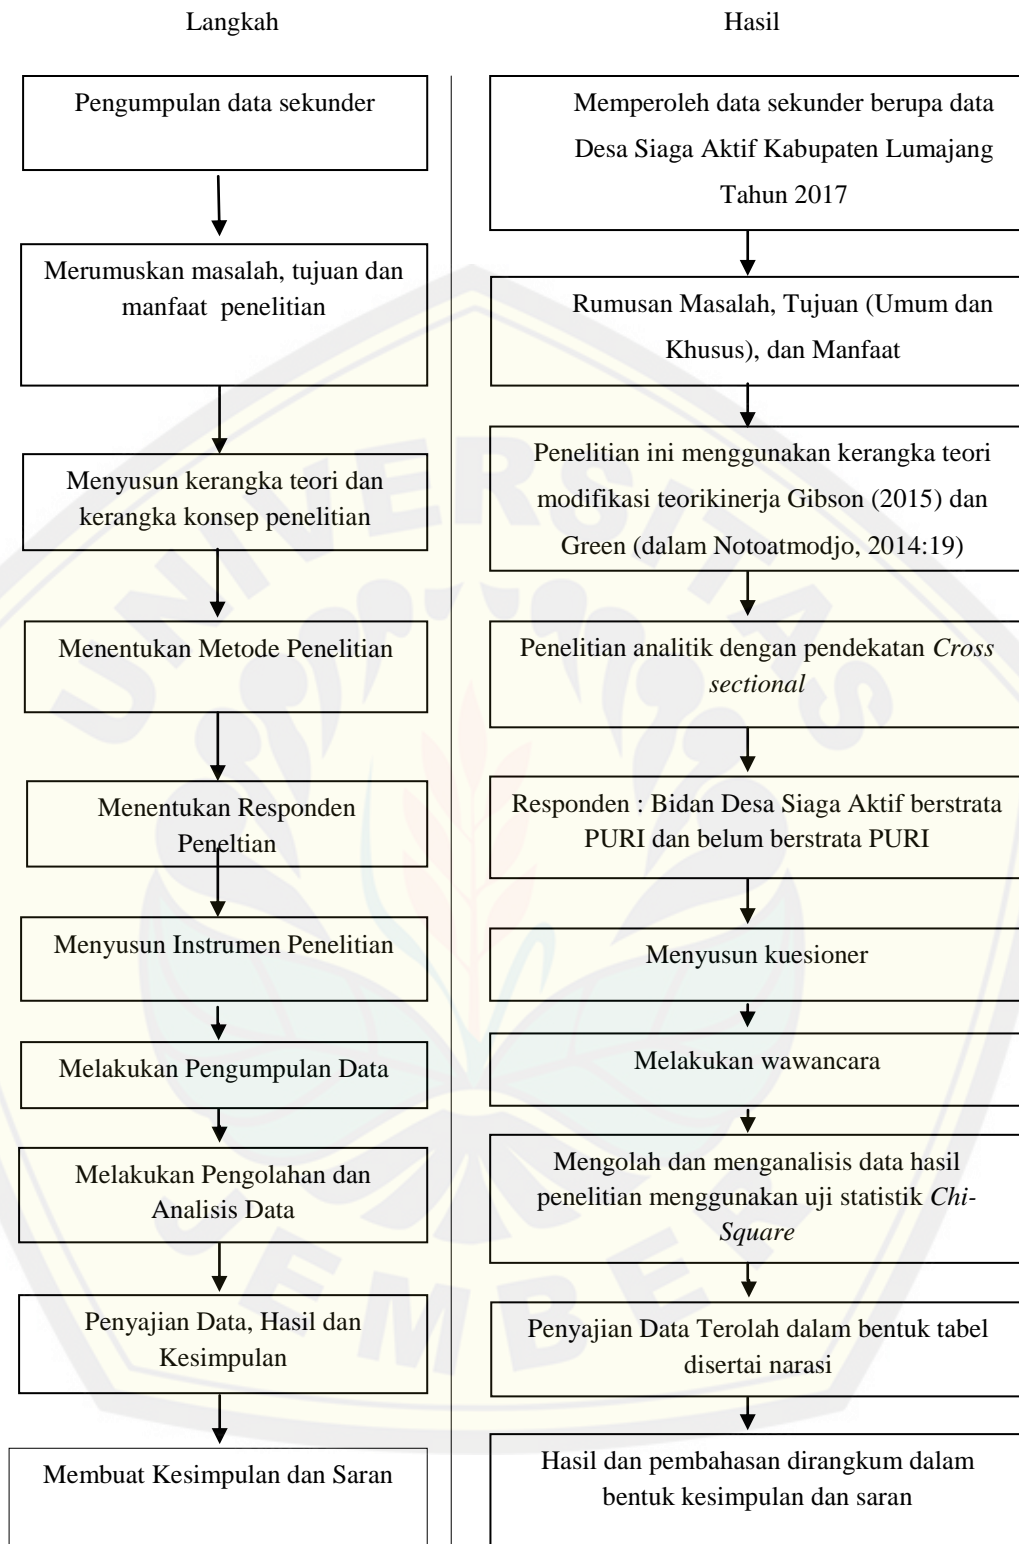 Langkah
Hasil
Pengumpulan data sekunder
Memperoleh data sekunder berupa data
Desa Siaga Aktif Kabupaten Lumajang
Tahun 2017
Merumuskan masalah, tujuan dan
manfaat penelitian
Rumusan Masalah, Tujuan (Umum dan
Khusus), dan Manfaat
Menyusun kerangka teori dan
kerangka konsep penelitian
Penelitian ini menggunakan kerangka teori
modifikasi teorikinerja Gibson (2015) dan
Green (dalam Notoatmodjo, 2014:19)
Menentukan Metode Penelitian
Penelitian analitik dengan pendekatan Cross
sectional
Menentukan Responden
Peneltian
Responden : Bidan Desa Siaga Aktif berstrata
PURI dan belum berstrata PURI
Menyusun Instrumen Penelitian
Menyusun kuesioner
Melakukan Pengumpulan Data
Melakukan wawancara
Melakukan Pengolahan dan
Analisis Data
Mengolah dan menganalisis data hasil
penelitian menggunakan uji statistik Chi-
Square
Penyajian Data, Hasil dan
Kesimpulan
Penyajian Data Terolah dalam bentuk tabel
disertai narasi
Membuat Kesimpulan dan Saran
Hasil dan pembahasan dirangkum dalam
bentuk kesimpulan dan saran
UNIVERSITAS
JEMBER